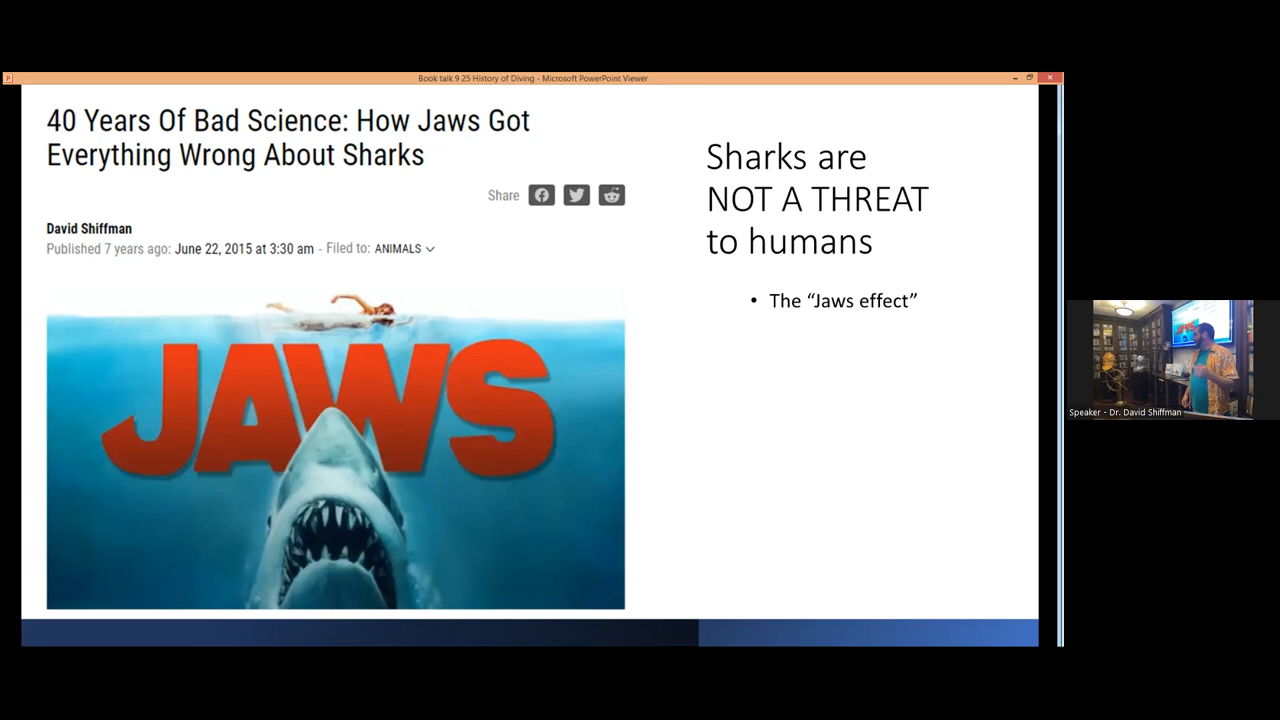 Book talk 9 25 History of Diving - Microsoft PowerPoint Viewer
40 Years Of Bad Science: How Jaws Got
Everything Wrong About Sharks
Share
David Shiffman
Published 7 years ago: June 22, 2015 at 3:30 am - Filed to: ANIMALS
JAWS
Sharks are
NOT A THREAT
to humans
• The “Jaws effect”
Speaker - Dr. David Shiffman